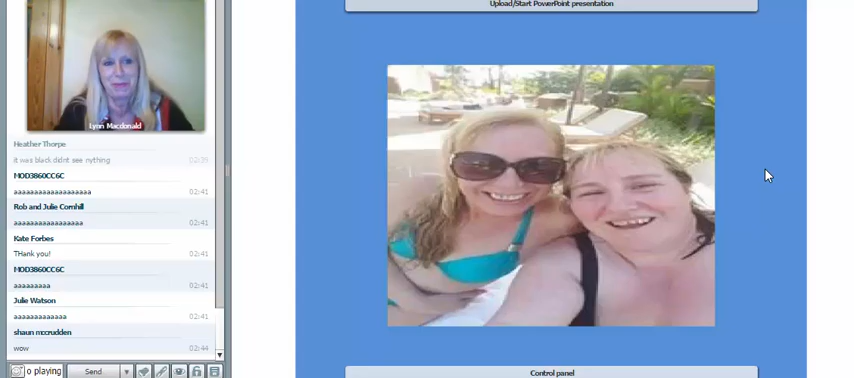 Upload/Start PowerPoint presentation
Lynn Macdonald
Heather Thorpe
it was black didnt see nything 02:39
MOD3860CC6C
aaaaaaaaaaaaaaaaaaa 02:41
Rob and Julie Cornhill
aaaaaaaaaaaaaaaaa 02:41
Kate Forbes
THank you! 02:41
MOD3860CC6C
aaaaaaaaa 02:41
Julie Watson
aaaaaaaaaaaaa 02:41
shaun mccrudden
wow 02:44
o playing Send
Control panel